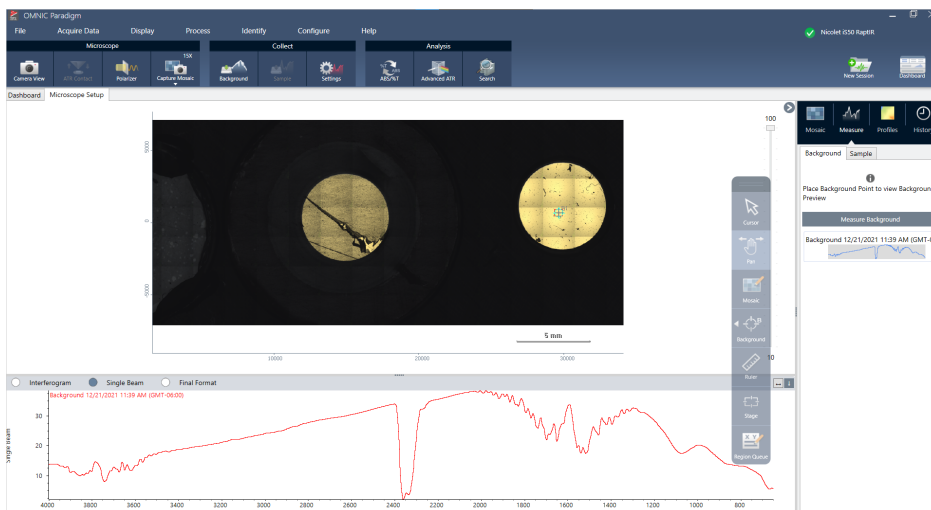 OMNIC Paradigm
File Acquire Data Display Process Identify Configure Help
Nicolet iS50 RaptIR
Microscope Collect Analysis
15X
Camera View ATR Contact Polarizer Capture Mosaic Background Sample Settings ABS/%T Advanced ATR Search New Session Dashboard
Dashboard Microscope Setup
100
Mosaic Measure Profiles Histor
Background Sample
Place Background Point to view Backgroun
Preview
Measure Background
Background 12/21/2021 11:39 AM (GMT-0
5000
0
-5000
5 mm
10000 20000 30000
Cursor
Pan
Mosaic
Background
Ruler
Stage
X Y
Region Queue
10
Interferogram Single Beam Final Format
Background 12/21/2021 11:39 AM (GMT-06:00)
Single Beam
30
20
10
4000 3800 3600 3400 3200 3000 2800 2600 2400 2200 2000 1800 1600 1400 1200 1000 800